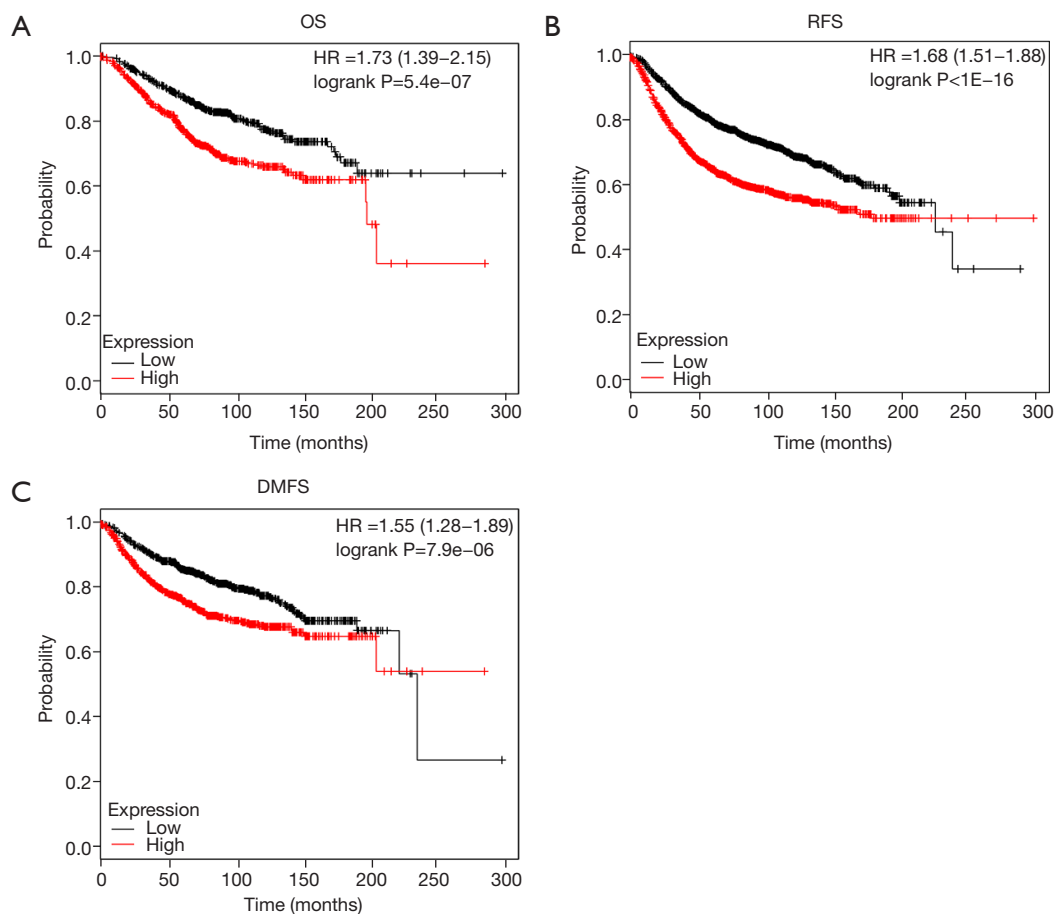 A
OS
HR =1.73 (1.39−2.15)
logrank P=5.4e−07
1.0
0.8
0.6
0.4
0.2
0.0
Probability
Expression
Low
High
0 50 100 150 200 250 300
Time (months)
B
RFS
HR =1.68 (1.51−1.88)
logrank P<1E−16
1.0
0.8
0.6
0.4
0.2
0.0
Probability
Expression
Low
High
0 50 100 150 200 250 300
Time (months)
C
DMFS
HR =1.55 (1.28−1.89)
logrank P=7.9e−06
1.0
0.8
0.6
0.4
0.2
0.0
Probability
Expression
Low
High
0 50 100 150 200 250 300
Time (months)